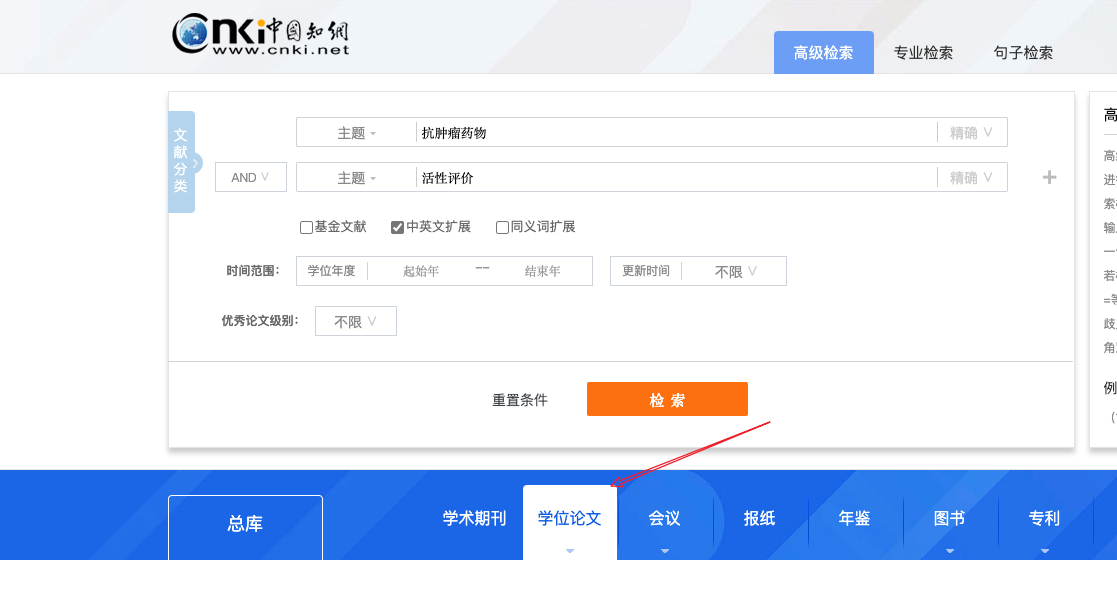 Cnki中国知網
www.cnki.net
高级检索 专业检索 句子检索
文献分类
主题 抗肿瘤药物 精确
AND 主题 活性评价 精确
基金文献 中英文扩展 同义词扩展
时间范围： 学位年度 起始年 — 结束年 更新时间 不限
优秀论文级别： 不限
重置条件 检 索
高
进
索
输
一
若
=等
歧
角
例
总库 学术期刊 学位论文 会议 报纸 年鉴 图书 专利